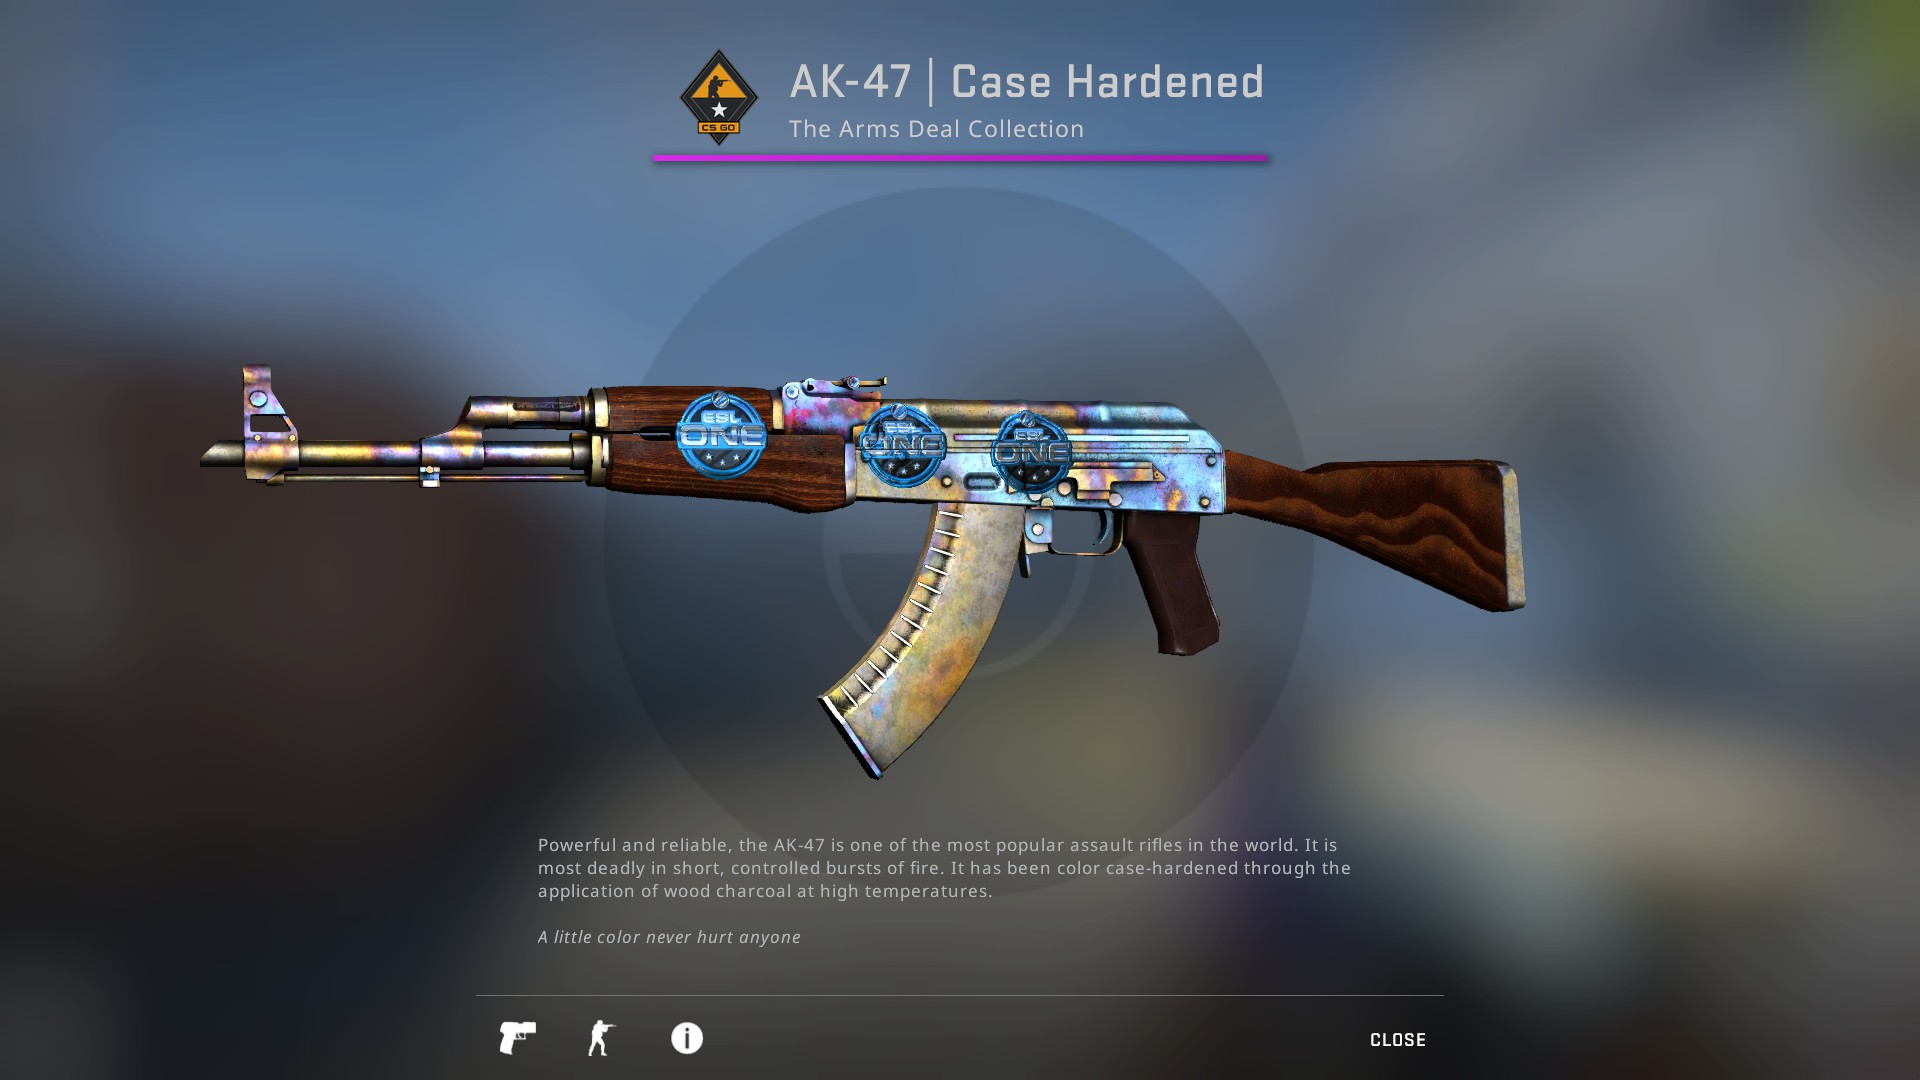 AK-47 | Case Hardened
The Arms Deal Collection
CS GO
ESL
ONE
ESL
ONE
ESL
ONE
Powerful and reliable, the AK-47 is one of the most popular assault rifles in the world. It is
most deadly in short, controlled bursts of fire. It has been color case-hardened through the
application of wood charcoal at high temperatures.
A little color never hurt anyone
CLOSE